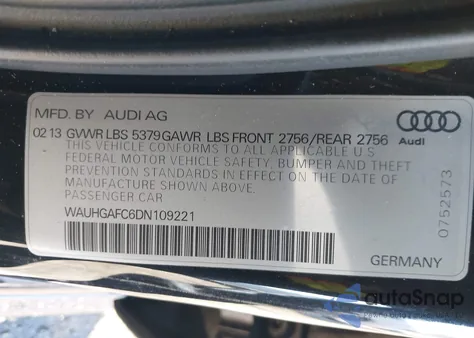 MFD. BY AUDI AG
02 13 GVWR LBS 5379 GAWR LBS FRONT 2756/REAR 2756
THIS VEHICLE CONFORMS TO ALL APPLICABLE U S
FEDERAL MOTOR VEHICLE SAFETY, BUMPER AND THEFT
PREVENTION STANDARDS IN EFFECT ON THE DATE OF
MANUFACTURE SHOWN ABOVE.
PASSENGER CAR
WAUHGAFC6DN109221
GERMANY
Audi
0752573
autoSnap